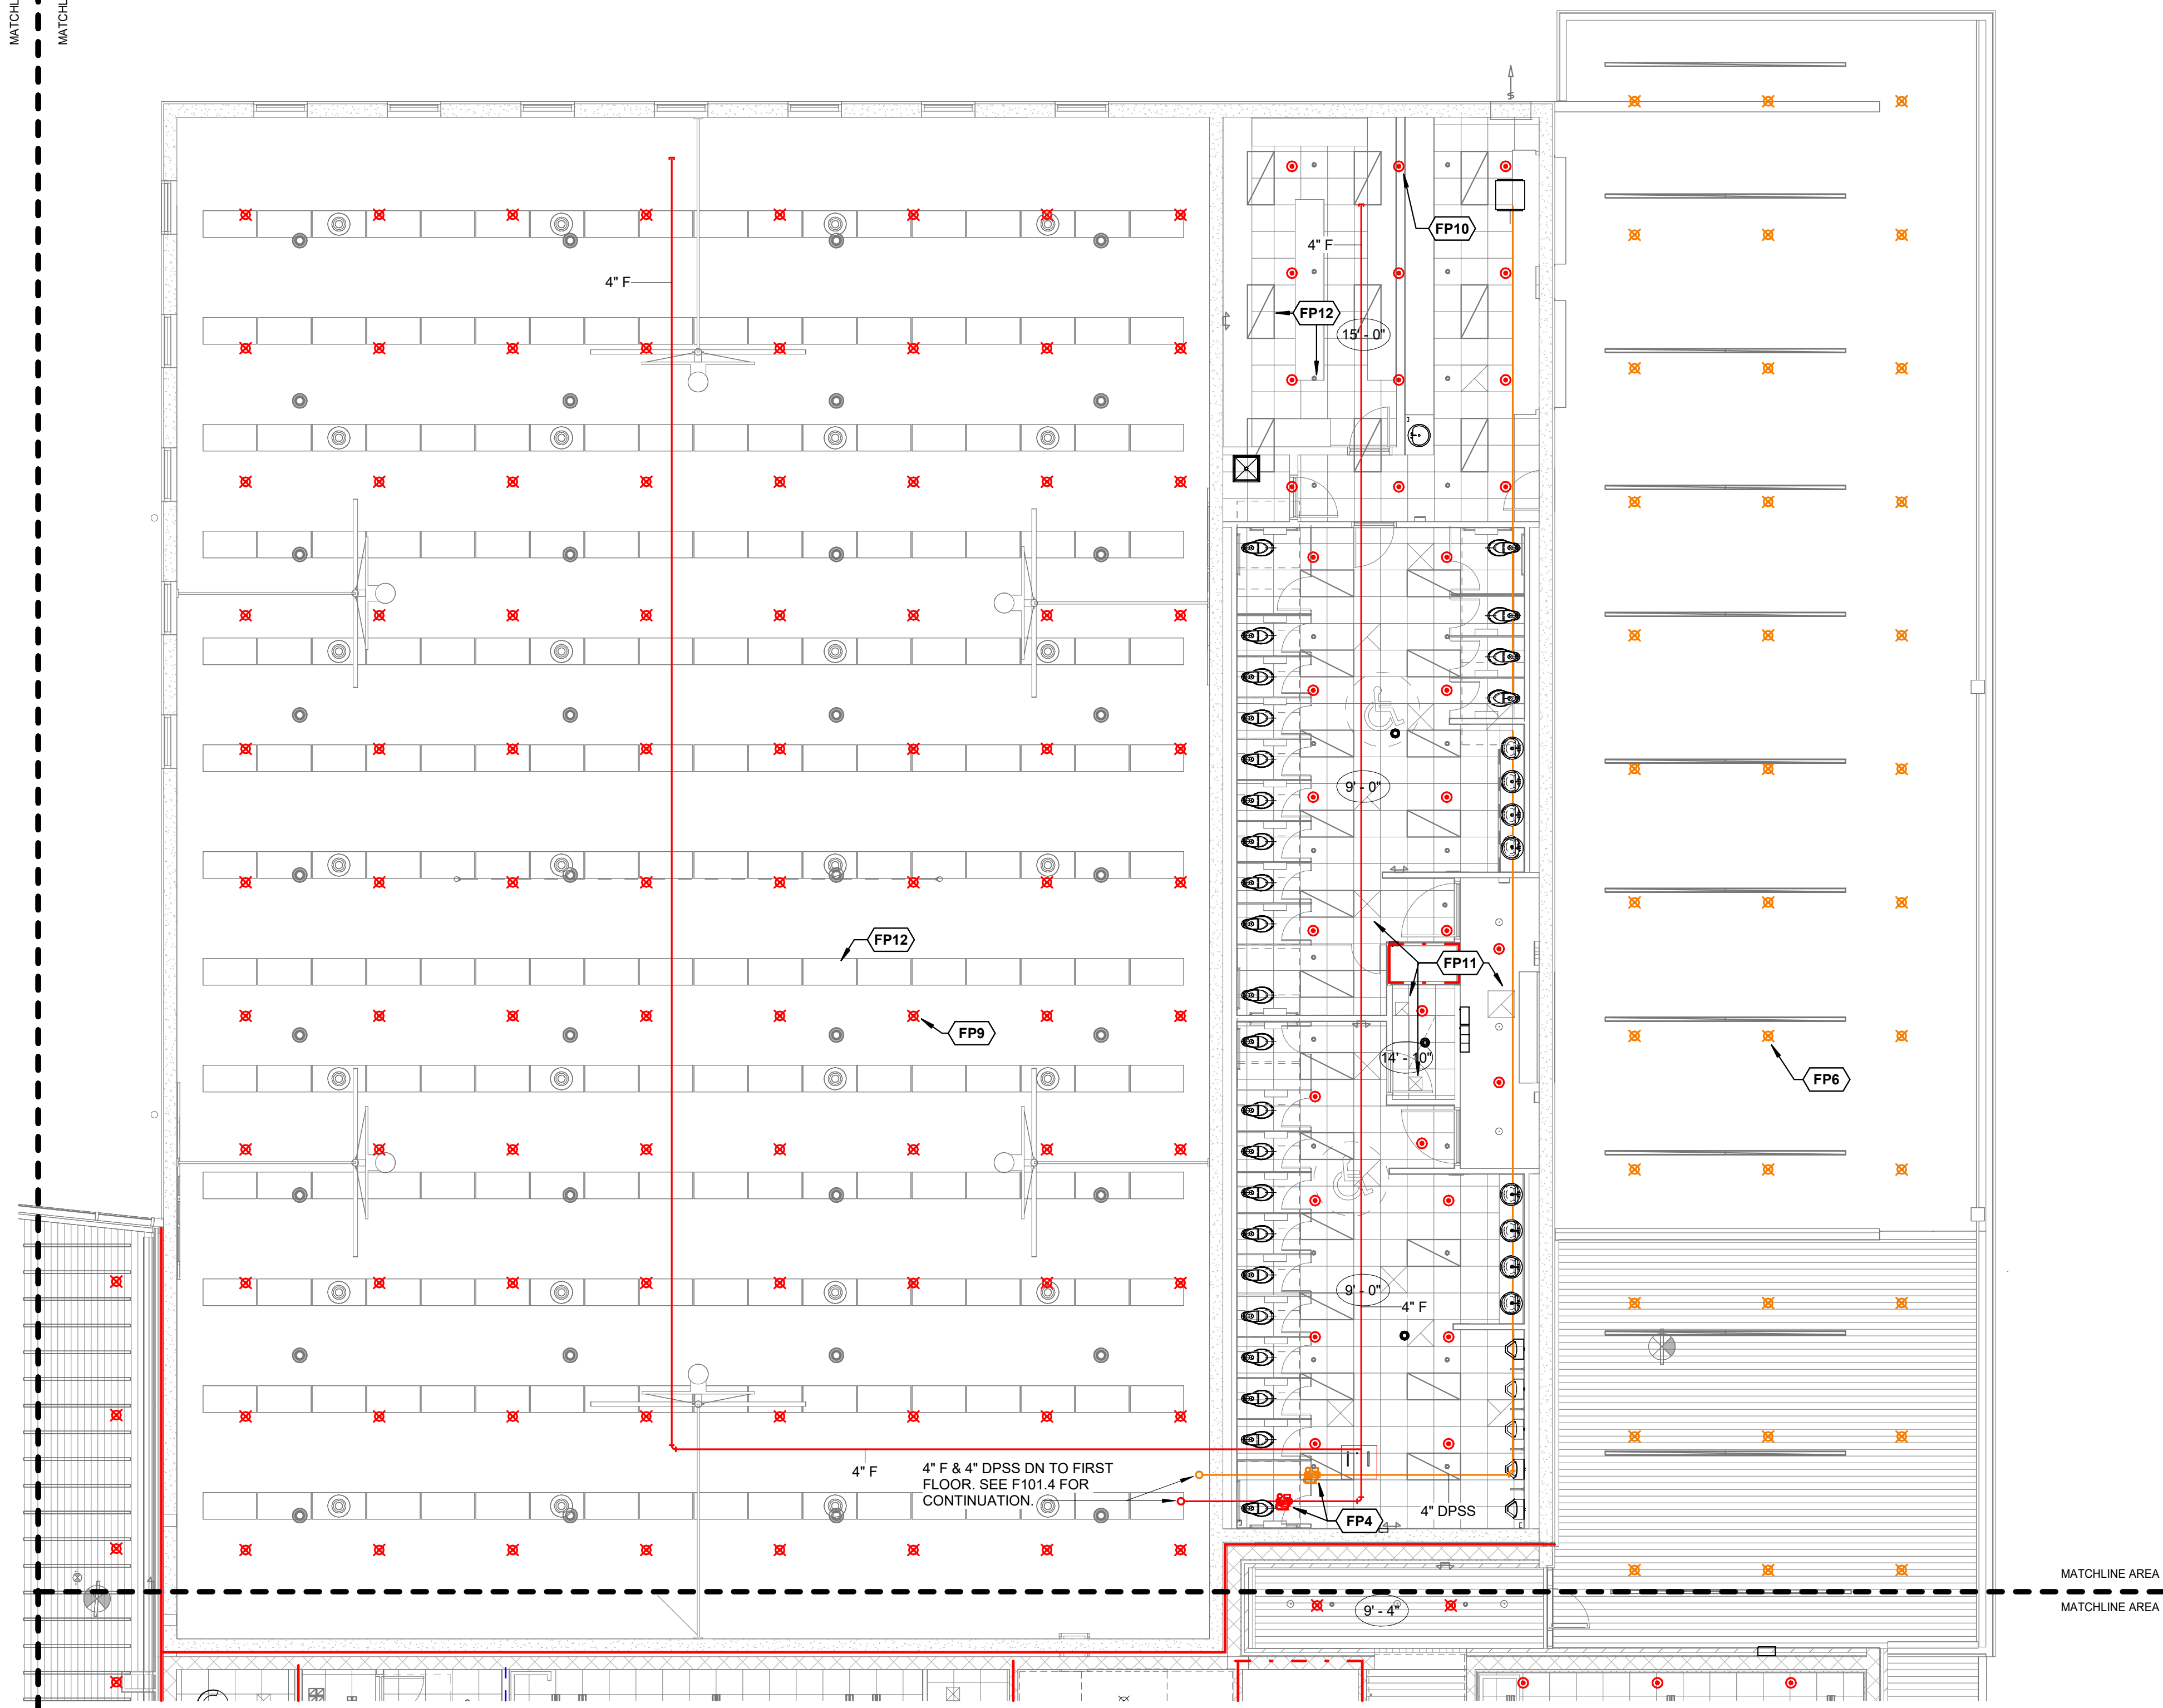 MATCHL
MATCHL
S
4" F
4" F
FP10
FP12
15' - 0"
9' - 0"
FP12
FP11
FP9
14' - 10"
FP6
9' - 0"
4" F
4" F
4" F & 4" DPSS DN TO FIRST
FLOOR. SEE F101.4 FOR
CONTINUATION.
4" DPSS
FP4
MATCHLINE AREA
MATCHLINE AREA
9' - 4"